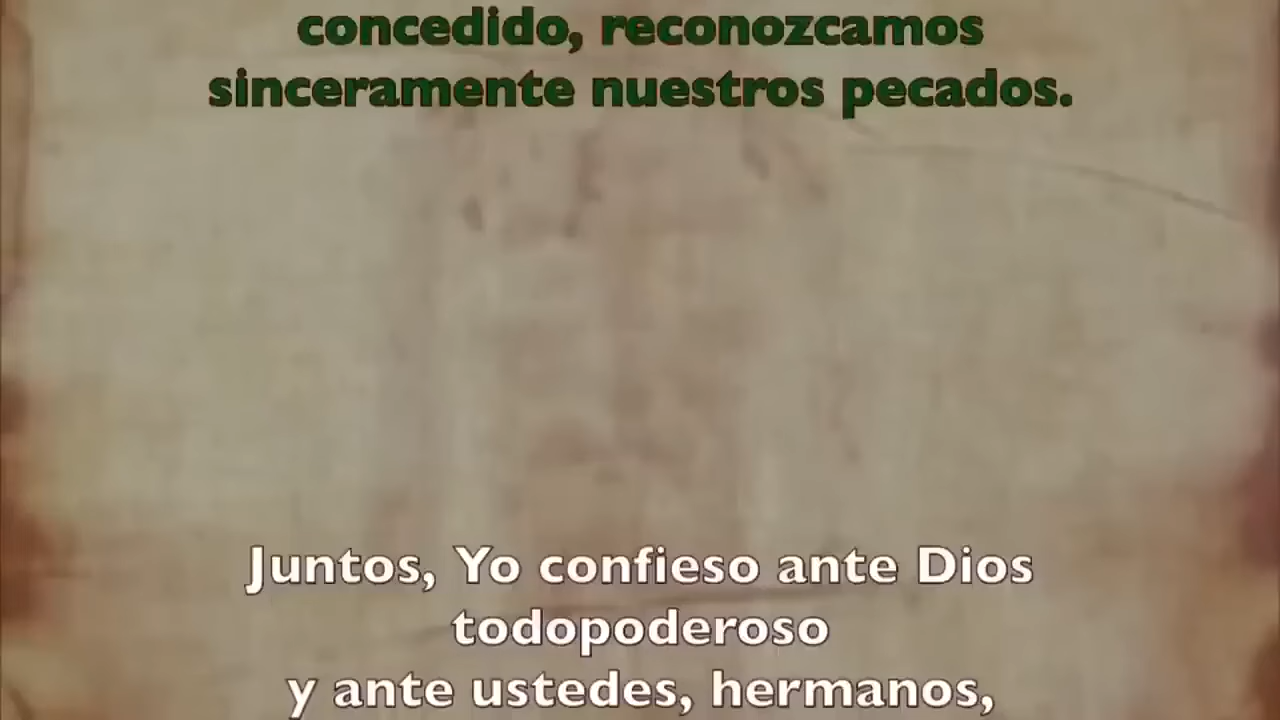 concedido, reconozcamos
sinceramente nuestros pecados.
Juntos, Yo confieso ante Dios
todopoderoso
y ante ustedes, hermanos,